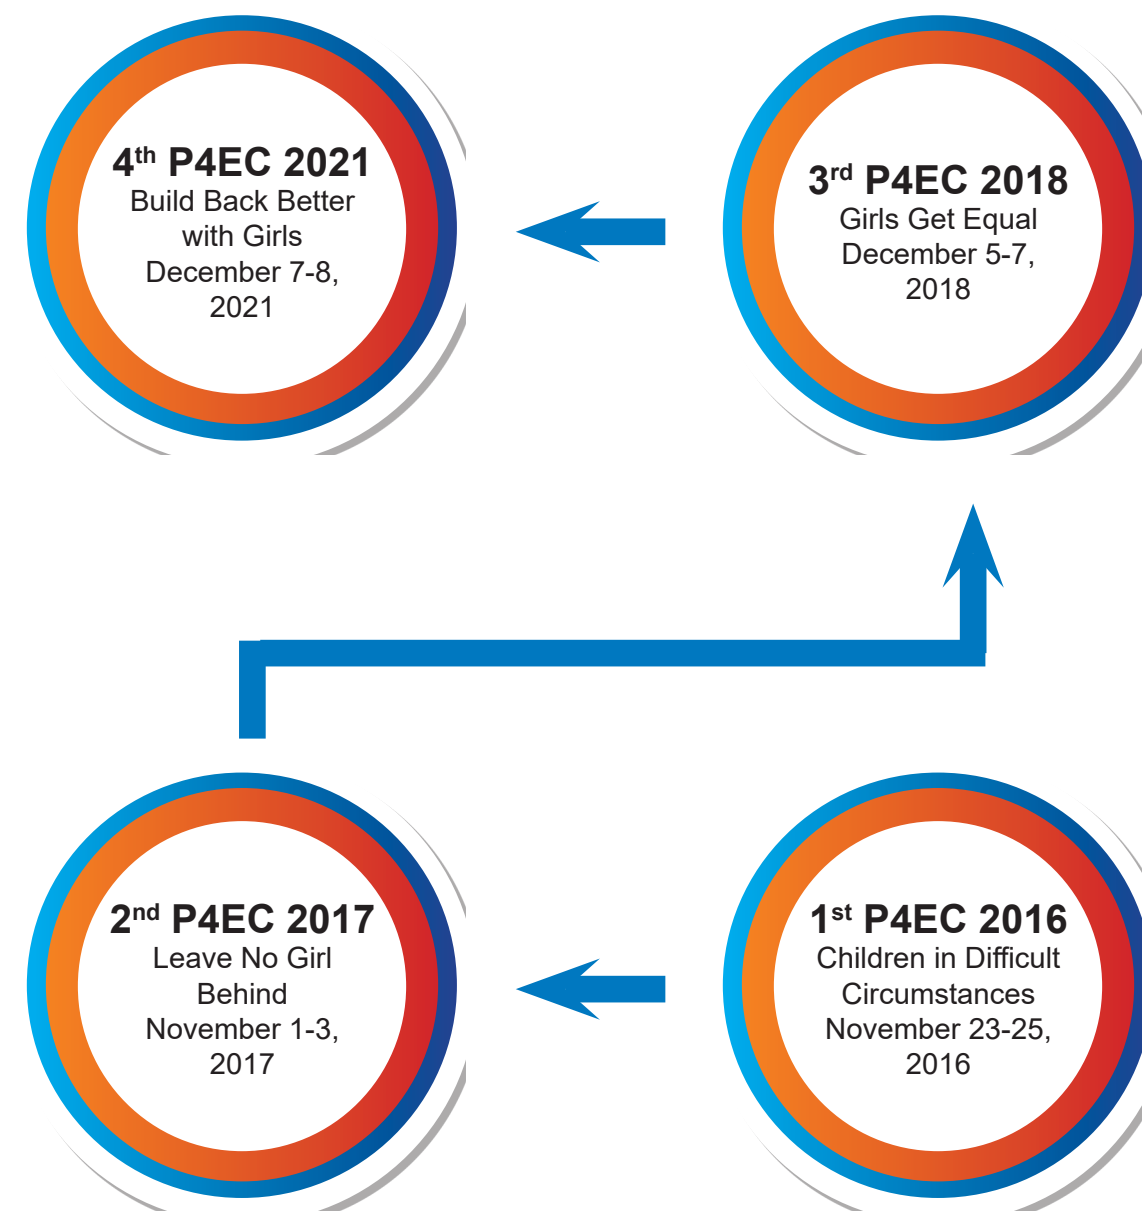 4th P4EC 2021
Build Back Better
with Girls
December 7-8,
2021
3rd P4EC 2018
Girls Get Equal
December 5-7,
2018
2nd P4EC 2017
Leave No Girl
Behind
November 1-3,
2017
1st P4EC 2016
Children in Difficult
Circumstances
November 23-25,
2016